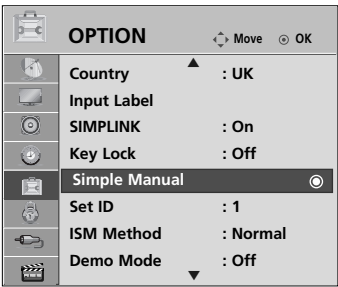 OPTION Move OK
Country : UK
Input Label
SIMPLINK : On
Key Lock : Off
Simple Manual
Set ID : 1
ISM Method : Normal
Demo Mode : Off